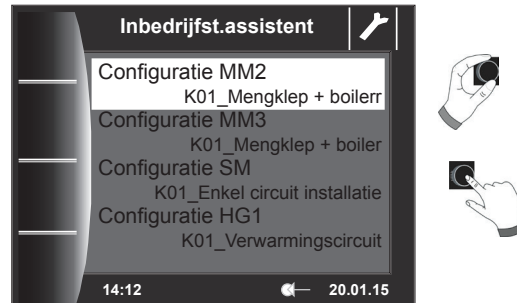 Inbedrijfst.assistent
Configuratie MM2
K01_Mengklep + boilerr
Configuratie MM3
K01_Mengklep + boiler
Configuratie SM
K01_Enkel circuit installatie
Configuratie HG1
K01_Verwarmingscircuit
14:12 20.01.15